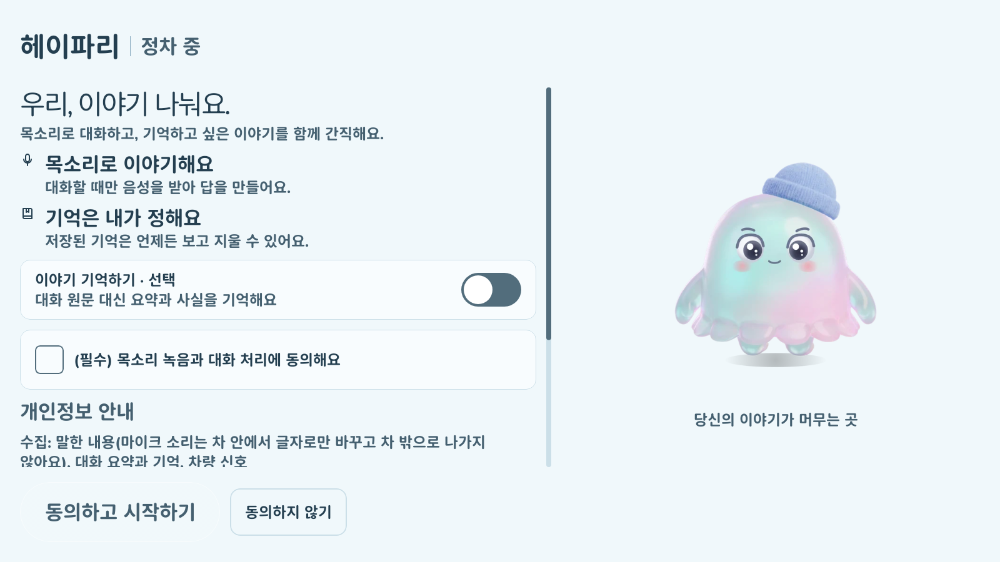 헤이파리 정차 중
우리, 이야기 나눠요.
목소리로 대화하고, 기억하고 싶은 이야기를 함께 간직해요.
목소리로 이야기해요
대화할 때만 음성을 받아 답을 만들어요.
기억은 내가 정해요
저장된 기억은 언제든 보고 지울 수 있어요.
이야기 기억하기 · 선택
대화 원문 대신 요약과 사실을 기억해요
(필수) 목소리 녹음과 대화 처리에 동의해요
개인정보 안내
수집: 말한 내용(마이크 소리는 차 안에서 글자로만 바꾸고 차 밖으로 나가지
않아요), 대화 요약과 기억, 차량 신호
동의하고 시작하기
동의하지 않기
당신의 이야기가 머무는 곳